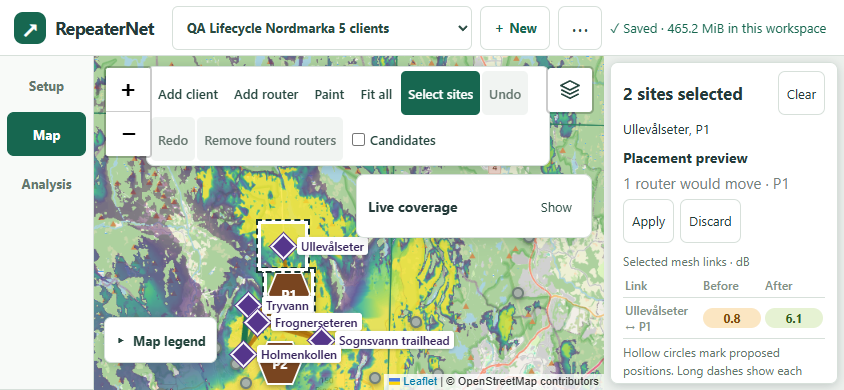 RepeaterNet
QA Lifecycle Nordmarka 5 clients
+ New
...
✓ Saved · 465.2 MiB in this workspace
Setup
Map
Analysis
+
−
Add client
Add router
Paint
Fit all
Select sites
Undo
Redo
Remove found routers
Candidates
Live coverage
Show
Ullevålseter
P1
Tryvann
Frognerseteren
Sognsvann trailhead
Holmenkollen
P2
Map legend
Leaflet | © OpenStreetMap contributors
2 sites selected
Clear
Ullevålseter, P1
Placement preview
1 router would move · P1
Apply
Discard
Selected mesh links · dB
Link Before After
Ullevålseter
↔ P1
0.8
6.1
Hollow circles mark proposed
positions. Long dashes show each